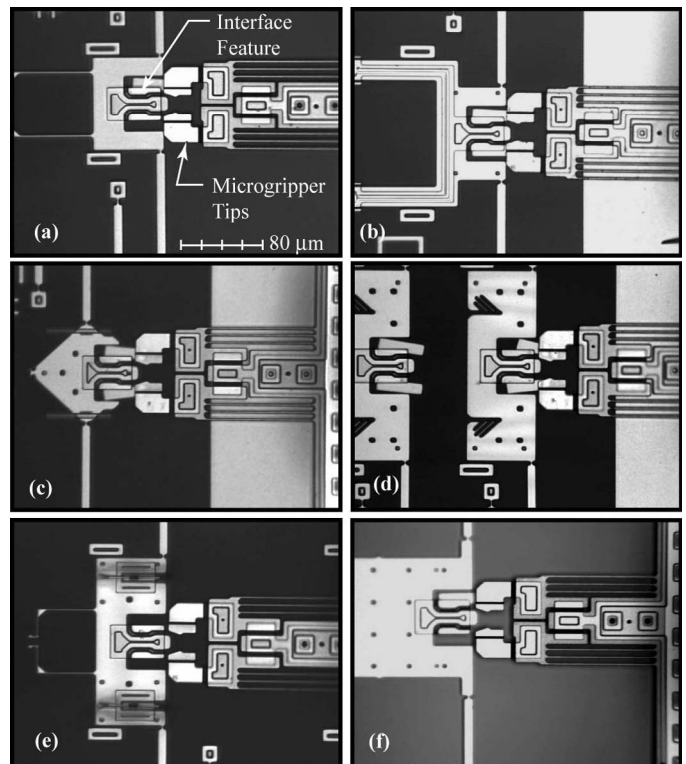 Interface
Feature
Microgripper
Tips
(a)
80 μm
(b)
(c)
(d)
(e)
(f)